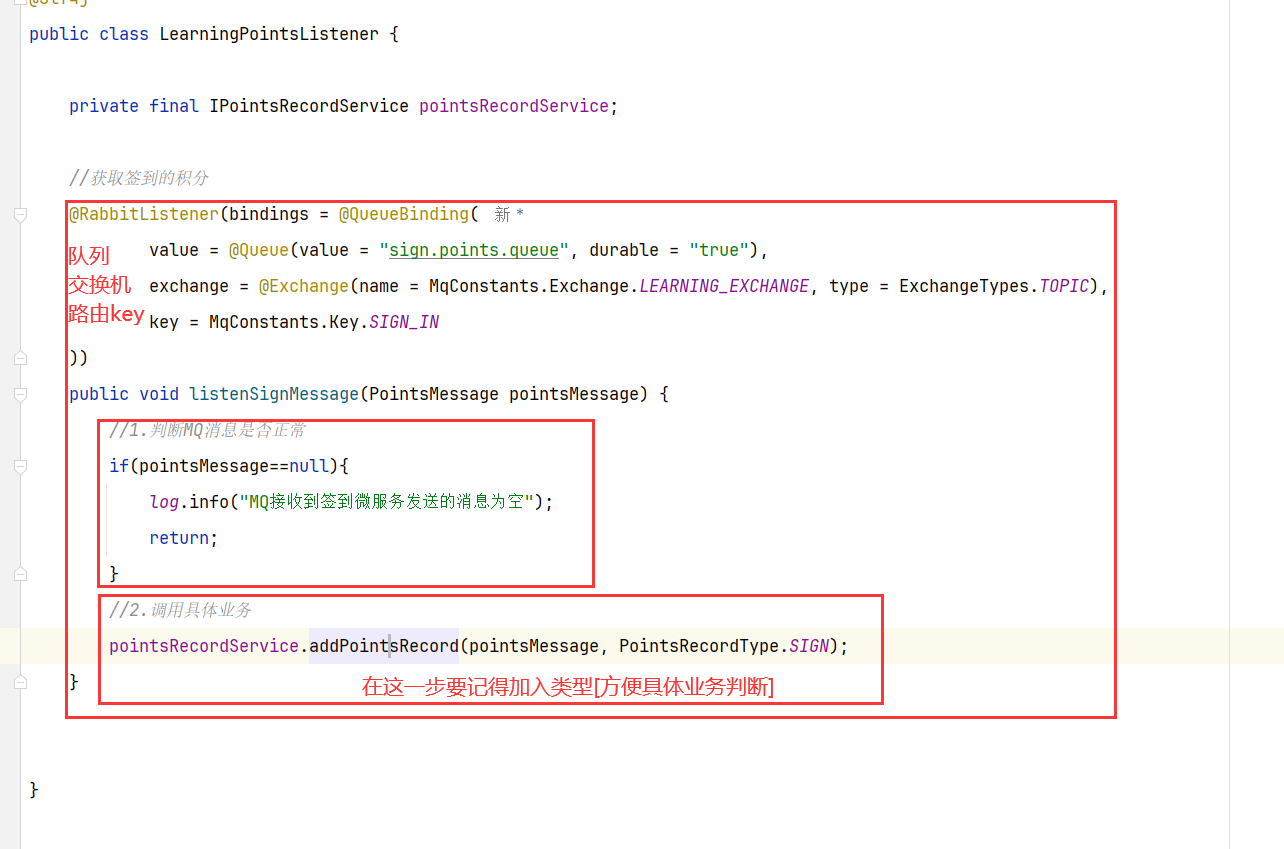 public class LearningPointsListener {
private final IPointsRecordService pointsRecordService;
//获取签到的积分
@RabbitListener(bindings = @QueueBinding( 新 *
队列
value = @Queue(value = "sign.points.queue", durable = "true"),
交换机
exchange = @Exchange(name = MqConstants.Exchange.LEARNING_EXCHANGE, type = ExchangeTypes.TOPIC),
路由key
key = MqConstants.Key.SIGN_IN
))
public void listenSignMessage(PointsMessage pointsMessage) {
//1.判断MQ消息是否正常
if(pointsMessage==null){
log.info("MQ接收到签到微服务发送的消息为空");
return;
}
//2.调用具体业务
pointsRecordService.addPointsRecord(pointsMessage, PointsRecordType.SIGN);
}
在这一步要记得加入类型[方便具体业务判断]
}